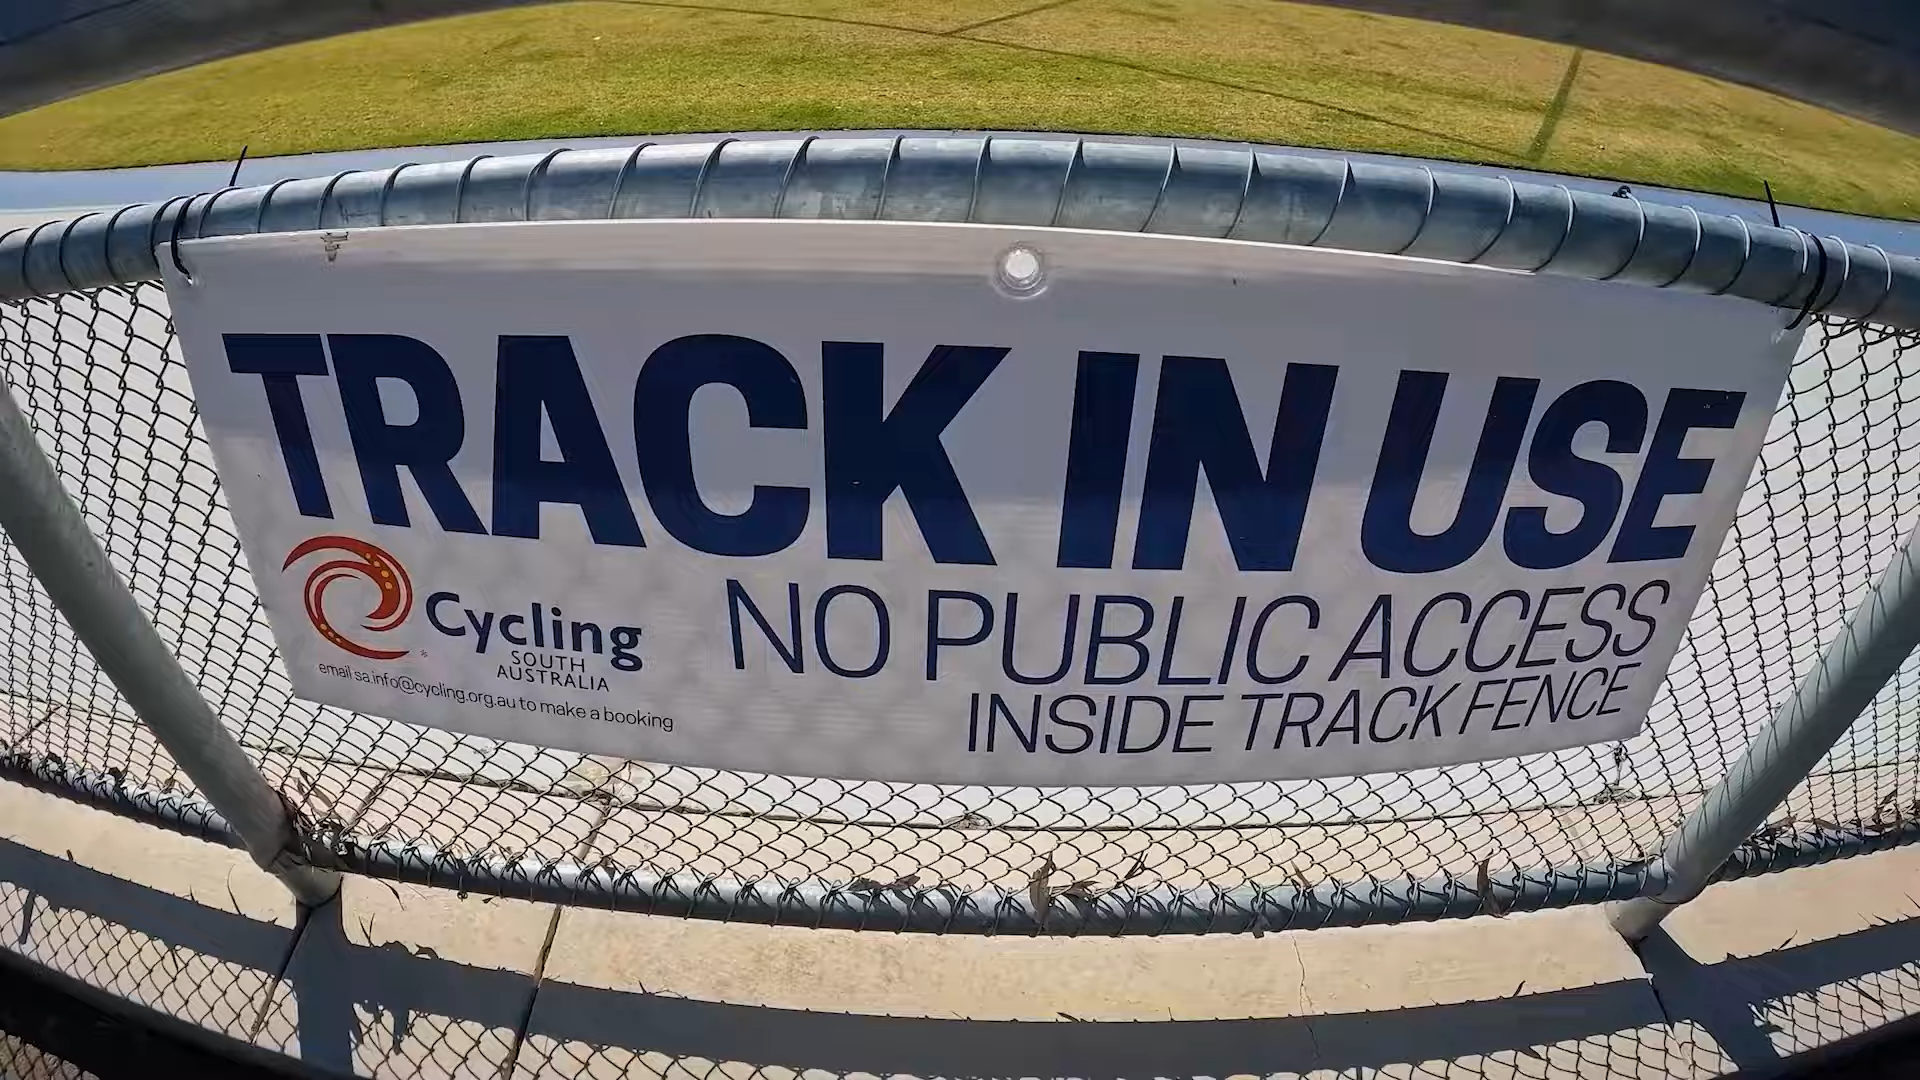 TRACK IN USE
NO PUBLIC ACCESS
INSIDE TRACK FENCE
Cycling
SOUTH
AUSTRALIA
email sa.info@cycling.org.au to make a booking